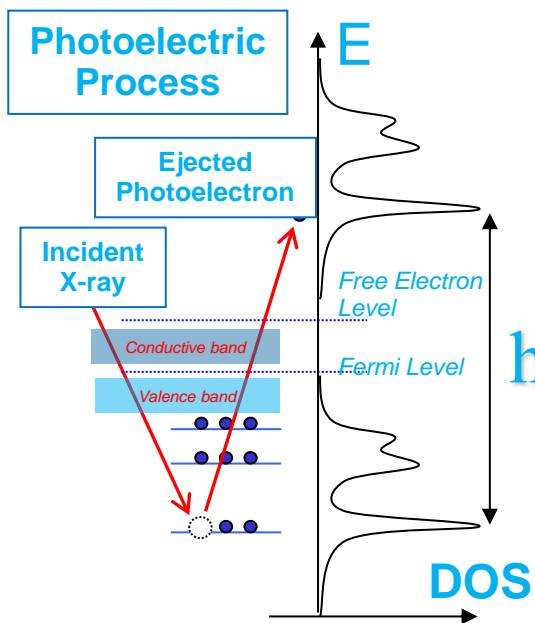 Photoelectric
Process
E
Ejected
Photoelectron
Incident
X-ray
Free Electron
Level
Conductive band
Fermi Level
h
Valence band
DOS